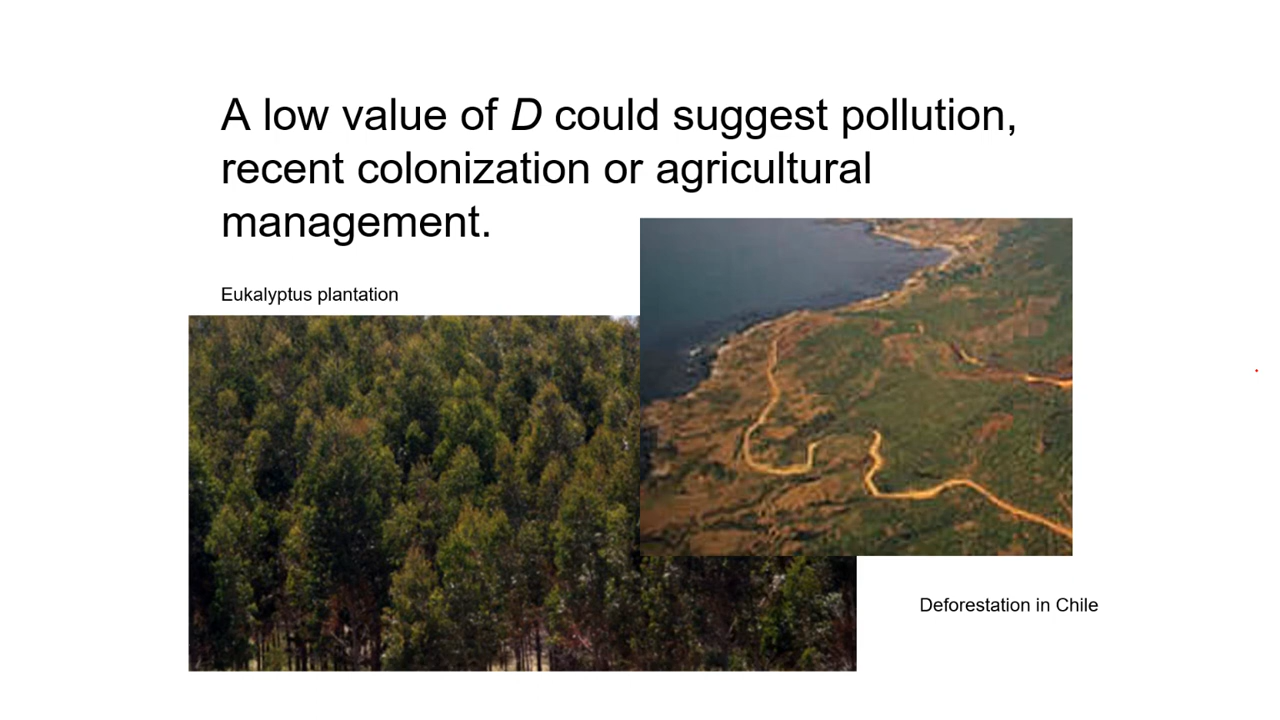 A low value of D could suggest pollution,
recent colonization or agricultural
management.
Eukalyptus plantation
Deforestation in Chile